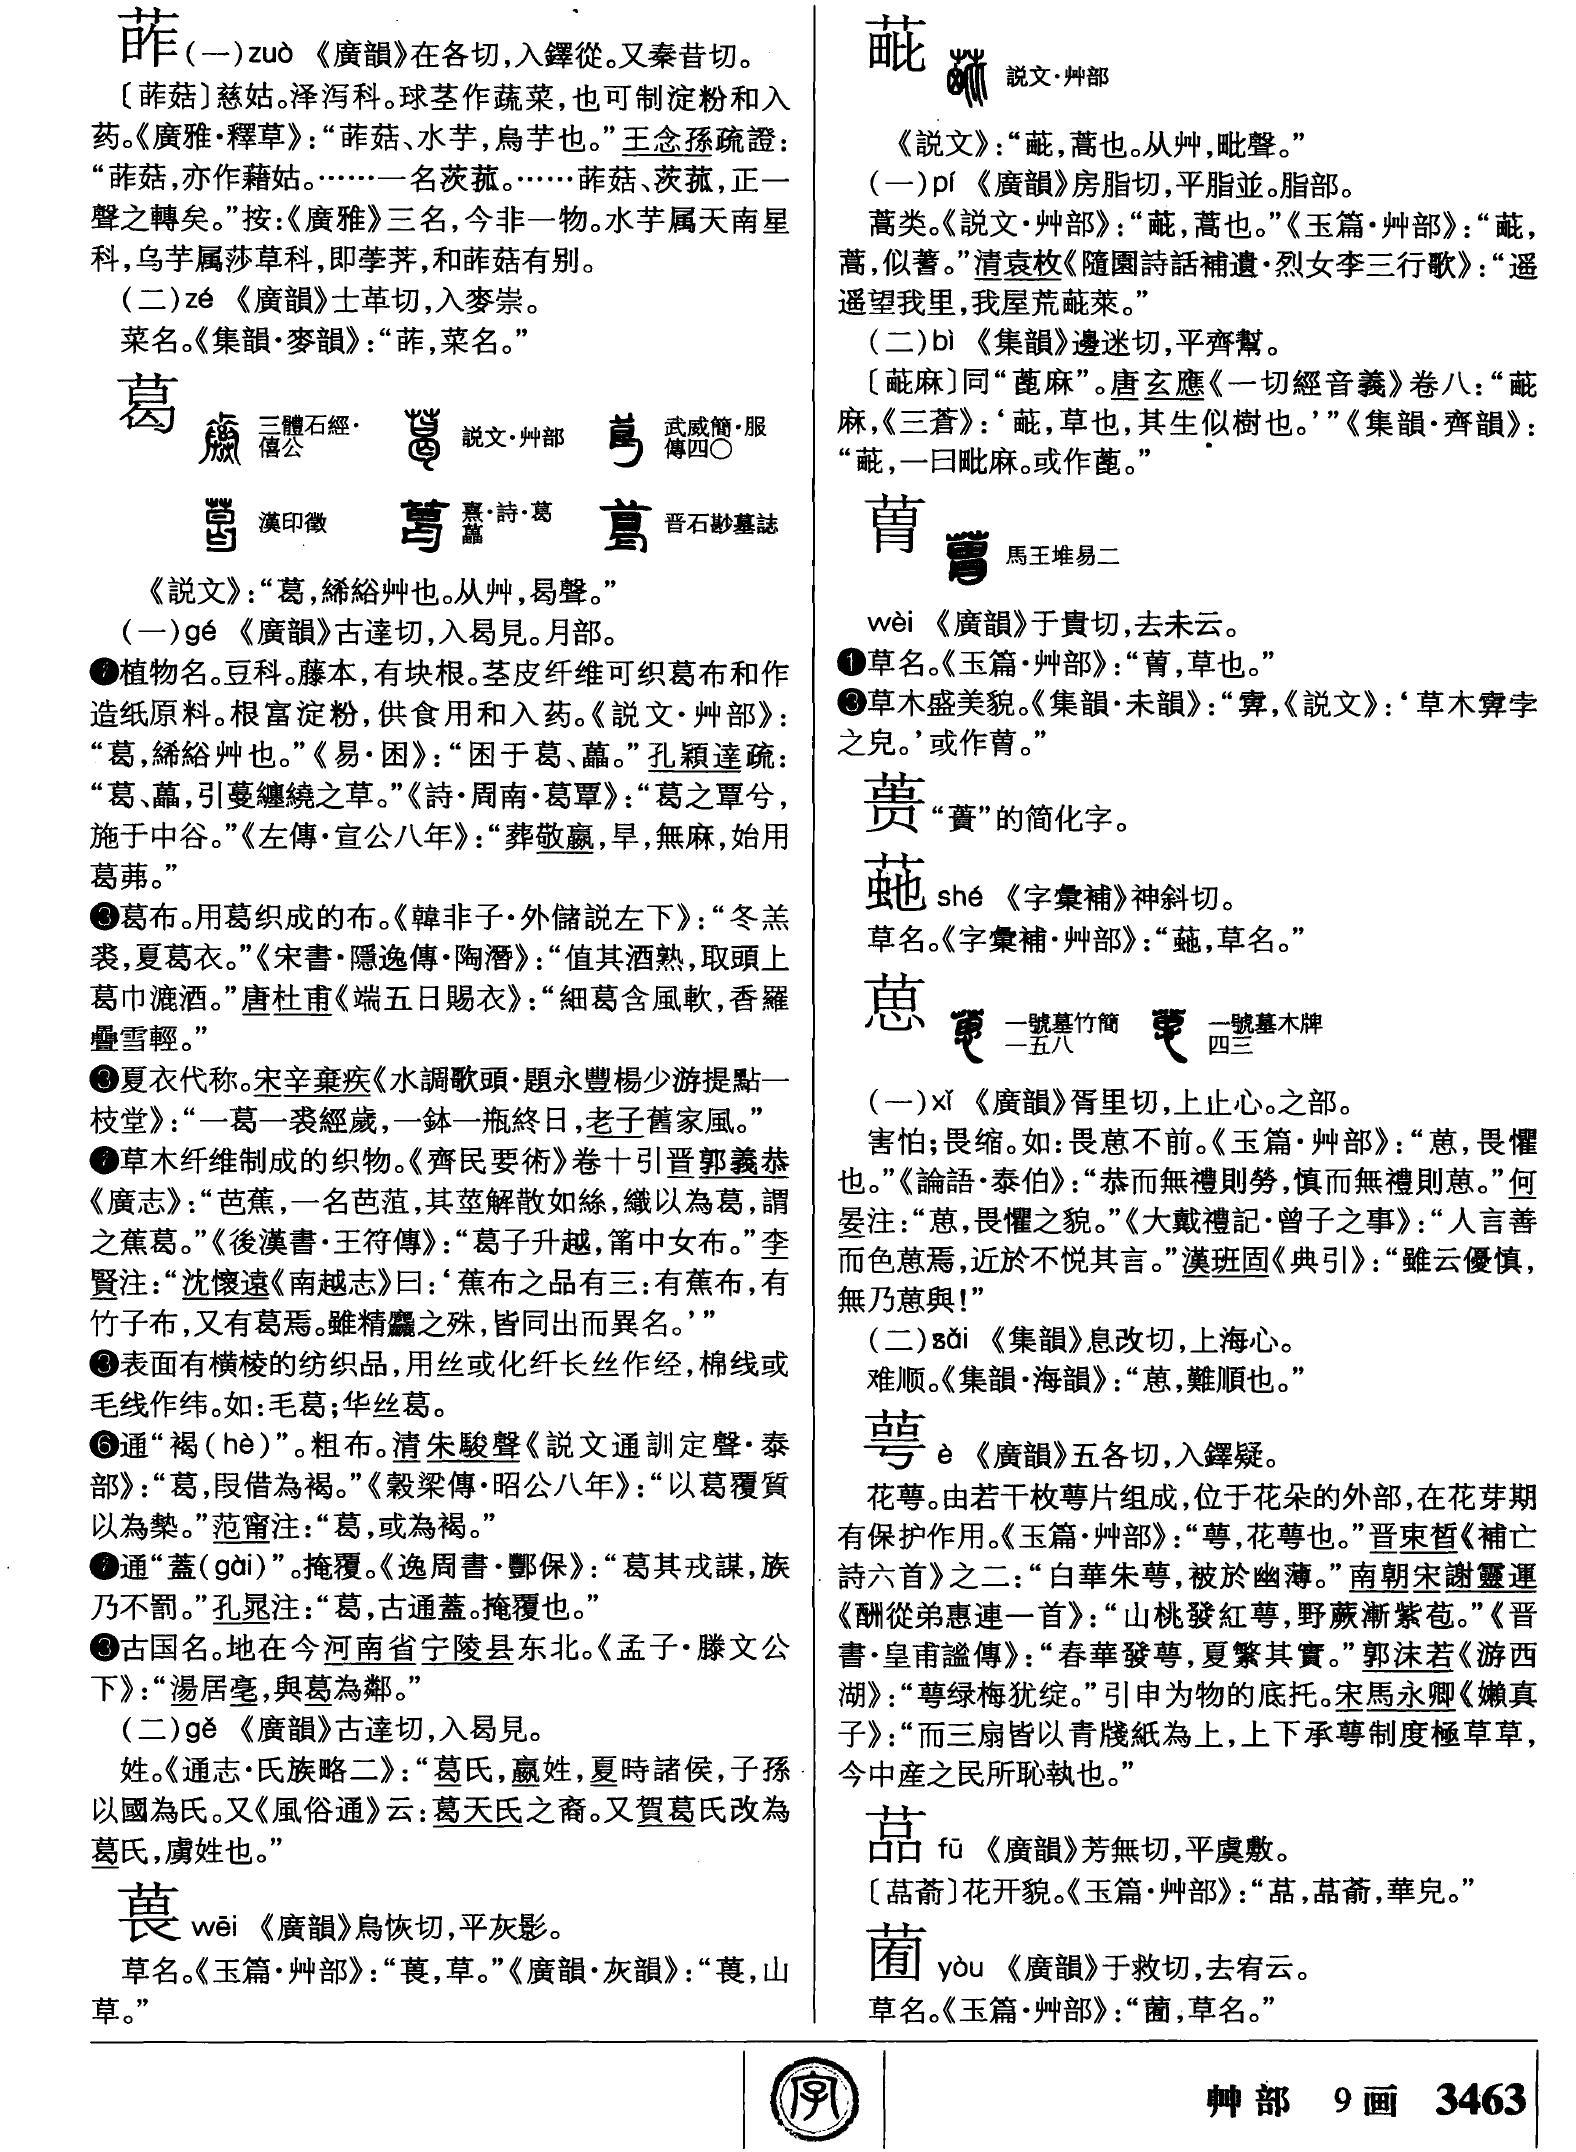 葃(一)zuò 《廣韻》在各切,入鐸從。又秦昔切。
〔葃菇〕慈姑。泽泻科。球茎作蔬菜,也可制淀粉和入
药。《廣雅·釋草》:“葃菇、水芋,烏芋也。”王念孫疏證:
“葃菇,亦作藉姑。……一名茨菰。……葃菇、茨菰,正一
聲之轉矣。”按:《廣雅》三名,今非一物。水芋属天南星
科,乌芋属莎草科,即荸荠,和葃菇有别。
(二)zé 《廣韻》士革切,入麥崇。
菜名。《集韻·麥韻》:“葃,菜名。”
葛
三體石經·僖公 説文·艸部 武威簡·服傳四〇
漢印徵 熹·詩·葛藟 晋石尠墓誌
《説文》:“葛,絺綌艸也。从艸,曷聲。”
(一)gé 《廣韻》古達切,入曷見。月部。
植物名。豆科。藤本,有块根。茎皮纤维可织葛布和作
造纸原料。根富淀粉,供食用和入药。《説文·艸部》:
“葛,絺綌艸也。”《易·困》:“困于葛、藟。”孔穎達疏:
“葛、藟,引蔓纏繞之草。”《詩·周南·葛覃》:“葛之覃兮,
施于中谷。”《左傳·宣公八年》:“葬敬嬴,旱,無麻,始用
葛茀。”
❸葛布。用葛织成的布。《韓非子·外儲説左下》:“冬羔
裘,夏葛衣。”《宋書·隱逸傳·陶潛》:“值其酒熟,取頭上
葛巾漉酒。”唐杜甫《端五日賜衣》:“細葛含風軟,香羅
疊雪輕。”
❸夏衣代称。宋辛棄疾《水調歌頭·題永豐楊少游提點一
枝堂》:“一葛一裘經歲,一鉢一瓶終日,老子舊家風。”
草木纤维制成的织物。《齊民要術》卷十引晋郭義恭
《廣志》:“芭蕉,一名芭菹,其莖解散如絲,織以為葛,謂
之蕉葛。”《後漢書·王符傳》:“葛子升越,筩中女布。”李
賢注:“沈懷遠《南越志》曰:‘蕉布之品有三:有蕉布,有
竹子布,又有葛焉。雖精麤之殊,皆同出而異名。’”
❸表面有横棱的纺织品,用丝或化纤长丝作经,棉线或
毛线作纬。如:毛葛;华丝葛。
❻通“褐(hè)”。粗布。清朱駿聲《説文通訓定聲·泰
部》:“葛,叚借為褐。”《穀梁傳·昭公八年》:“以葛覆質
以為槷。”范甯注:“葛,或為褐。”
通“蓋(gài)”。掩覆。《逸周書·酆保》:“葛其戎謀,族
乃不罰。”孔晁注:“葛,古通蓋。掩覆也。”
❸古国名。地在今河南省宁陵县东北。《孟子·滕文公
下》:“湯居亳,與葛為鄰。”
(二)gě 《廣韻》古達切,入曷見。
姓。《通志·氏族略二》:“葛氏,嬴姓,夏時諸侯,子孫
以國為氏。又《風俗通》云:葛天氏之裔。又賀葛氏改為
葛氏,虜姓也。”
葨 wēi 《廣韻》烏恢切,平灰影。
草名。《玉篇·艸部》:“葨,草。”《廣韻·灰韻》:“葨,山
草。”
蓖 説文·艸部
《説文》:“,蒿也。从艸,毗聲。”
(一)pí 《廣韻》房脂切,平脂並。脂部。
蒿类。《説文·艸部》:“,蒿也。”《玉篇·艸部》:“,
蒿,似蓍。”清袁枚《隨園詩話補遺·烈女李三行歌》:“遥
遥望我里,我屋荒萊。”
(二)bì 《集韻》邊迷切,平齊幫。
〔麻〕同“蓖麻”。唐玄應《一切經音義》卷八:“
麻,《三蒼》:‘,草也,其生似樹也。’”《集韻·齊韻》:
“,一曰毗麻。或作蓖。”
䓿 馬王堆易二
wèi 《廣韻》于貴切,去未云。
❶草名。《玉篇·艸部》:“,草也。”
❸草木盛美貌。《集韻·未韻》:“,《説文》:‘草木孛
之皃。’或作。”
蒉 “蕢”的简化字。
shé 《字彙補》神斜切。
草名。《字彙補·艸部》:“,草名。”
葸 一號墓竹簡一五八 一號墓木牌四三
(一)xǐ 《廣韻》胥里切,上止心。之部。
害怕;畏缩。如:畏葸不前。《玉篇·艸部》:“葸,畏懼
也。”《論語·泰伯》:“恭而無禮則勞,慎而無禮則葸。”何
晏注:“葸,畏懼之貌。”《大戴禮記·曾子之事》:“人言善
而色葸焉,近於不悦其言。”漢班固《典引》:“雖云優慎,
無乃葸與!”
(二)sǎi 《集韻》息改切,上海心。
难顺。《集韻·海韻》:“葸,難順也。”
萼 è 《廣韻》五各切,入鐸疑。
花萼。由若干枚萼片组成,位于花朵的外部,在花芽期
有保护作用。《玉篇·艸部》:“萼,花萼也。”晋束晳《補亡
詩六首》之二:“白華朱萼,被於幽薄。”南朝宋謝靈運
《酬從弟惠連一首》:“山桃發紅萼,野蕨漸紫苞。”《晋
書·皇甫謐傳》:“春華發萼,夏繁其實。”郭沫若《游西
湖》:“萼绿梅犹绽。”引申为物的底托。宋馬永卿《嬾真
子》:“而三扇皆以青牋紙為上,上下承萼制度極草草,
今中産之民所恥執也。”
fū 《廣韻》芳無切,平虞敷。
〔〕花开貌。《玉篇·艸部》:“,華皃。”
yòu 《廣韻》于救切,去宥云。
草名。《玉篇·艸部》:“,草名。”
字
艸部 9画 3463